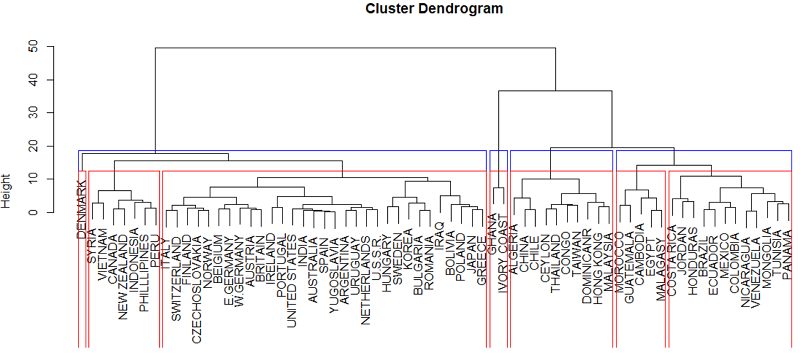 Cluster Dendrogram
Height
50
40
30
20
10
0
DENMARK
SYRIA
VIETNAM
CANADA
NEW ZEALAND
INDONESIA
PHILLIPINES
PERU
ITALY
SWITZERLAND
FINLAND
CZECHOSLOVAKIA
NORWAY
BELGIUM
E.GERMANY
W.GERMANY
AUSTRIA
BRITAIN
IRELAND
PORTUGAL
UNITED STATES
INDIA
AUSTRALIA
SPAIN
YUGOSLAVIA
ARGENTINA
URUGUAY
NETHERLANDS
U.S.S.R.
HUNGARY
SWEDEN
KOREA
BULGARIA
ROMANIA
IRAQ
BOLIVIA
POLAND
JAPAN
GREECE
GHANA
IVORY COAST
ALGERIA
CHINA
CHILE
CEYLON
THAILAND
CONGO
TAIWAN
DOMINICAN R
HONG KONG
MALAYSIA
MOROCCO
GUATEMALA
CAMBODIA
EGYPT
MALAGASY
COSTA RICA
JORDAN
HONDURAS
BRAZIL
ECUADOR
MEXICO
COLOMBIA
NICARAGUA
VENEZUELA
MONGOLIA
TUNISIA
PANAMA